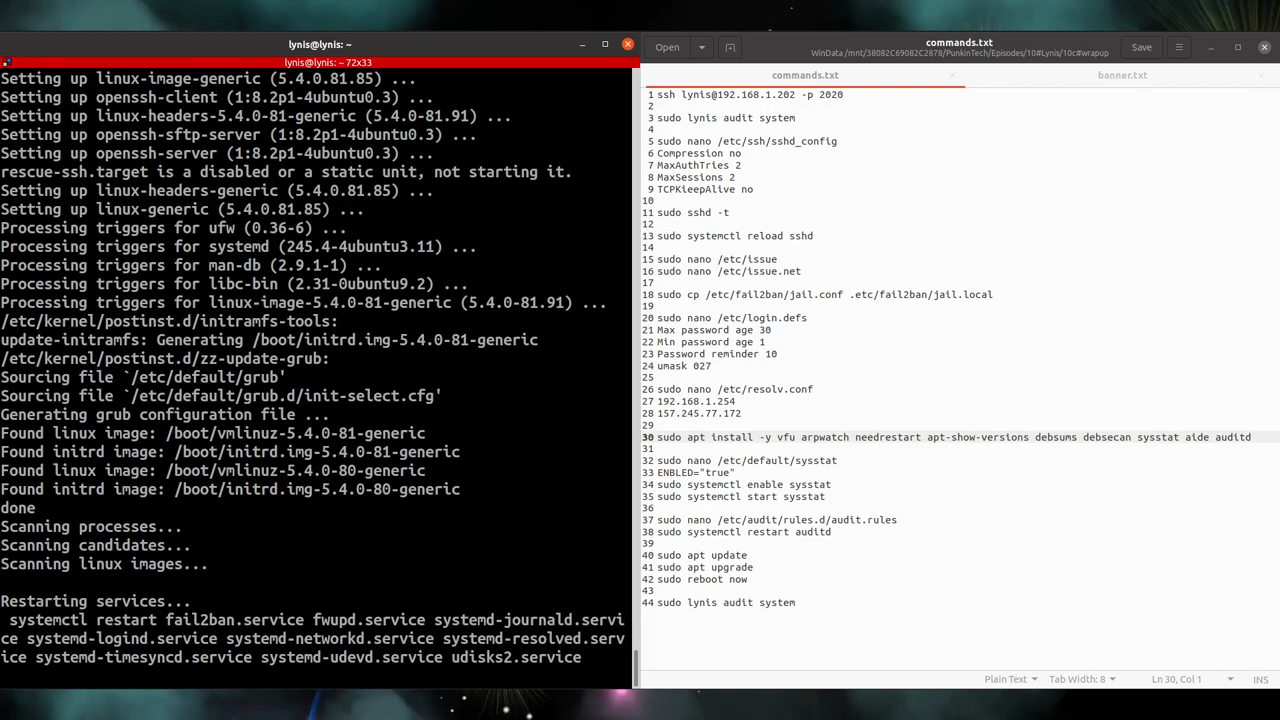 lynis@lynis: ~
lynis@lynis: ~ 72x33
Setting up linux-image-generic (5.4.0.81.85) ...
Setting up openssh-client (1:8.2p1-4ubuntu0.3) ...
Setting up linux-headers-5.4.0-81-generic (5.4.0-81.91) ...
Setting up openssh-sftp-server (1:8.2p1-4ubuntu0.3) ...
Setting up openssh-server (1:8.2p1-4ubuntu0.3) ...
rescue-ssh.target is a disabled or a static unit, not starting it.
Setting up linux-headers-generic (5.4.0.81.85) ...
Setting up linux-generic (5.4.0.81.85) ...
Processing triggers for ufw (0.36-6) ...
Processing triggers for systemd (245.4-4ubuntu3.11) ...
Processing triggers for man-db (2.9.1-1) ...
Processing triggers for libc-bin (2.31-0ubuntu9.2) ...
Processing triggers for linux-image-5.4.0-81-generic (5.4.0-81.91) ...
/etc/kernel/postinst.d/initramfs-tools:
update-initramfs: Generating /boot/initrd.img-5.4.0-81-generic
/etc/kernel/postinst.d/zz-update-grub:
Sourcing file `/etc/default/grub'
Sourcing file `/etc/default/grub.d/init-select.cfg'
Generating grub configuration file ...
Found linux image: /boot/vmlinuz-5.4.0-81-generic
Found initrd image: /boot/initrd.img-5.4.0-81-generic
Found linux image: /boot/vmlinuz-5.4.0-80-generic
Found initrd image: /boot/initrd.img-5.4.0-80-generic
done
Scanning processes...
Scanning candidates...
Scanning linux images...
Restarting services...
systemctl restart fail2ban.service fwupd.service systemd-journald.servi
ce systemd-logind.service systemd-networkd.service systemd-resolved.serv
ice systemd-timesyncd.service systemd-udevd.service udisks2.service
Open
commands.txt
WinData /mnt/38082C69082C2878/PunkinTech/Episodes/10#Lynis/10c#wrapup
Save
commands.txt
banner.txt
1 ssh lynis@192.168.1.202 -p 2020
2
3 sudo lynis audit system
4
5 sudo nano /etc/ssh/sshd_config
6 Compression no
7 MaxAuthTries 2
8 MaxSessions 2
9 TCPKieepAlive no
10
11 sudo sshd -t
12
13 sudo systemctl reload sshd
14
15 sudo nano /etc/issue
16 sudo nano /etc/issue.net
17
18 sudo cp /etc/fail2ban/jail.conf .etc/fail2ban/jail.local
19
20 sudo nano /etc/login.defs
21 Max password age 30
22 Min password age 1
23 Password reminder 10
24 umask 027
25
26 sudo nano /etc/resolv.conf
27 192.168.1.254
28 157.245.77.172
29
30 sudo apt install -y vfu arpwatch needrestart apt-show-versions debsums debsecan sysstat aide auditd
31
32 sudo nano /etc/default/sysstat
33 ENBLED="true"
34 sudo systemctl enable sysstat
35 sudo systemctl start sysstat
36
37 sudo nano /etc/audit/rules.d/audit.rules
38 sudo systemctl restart auditd
39
40 sudo apt update
41 sudo apt upgrade
42 sudo reboot now
43
44 sudo lynis audit system
Plain Text
Tab Width: 8
Ln 30, Col 1
INS